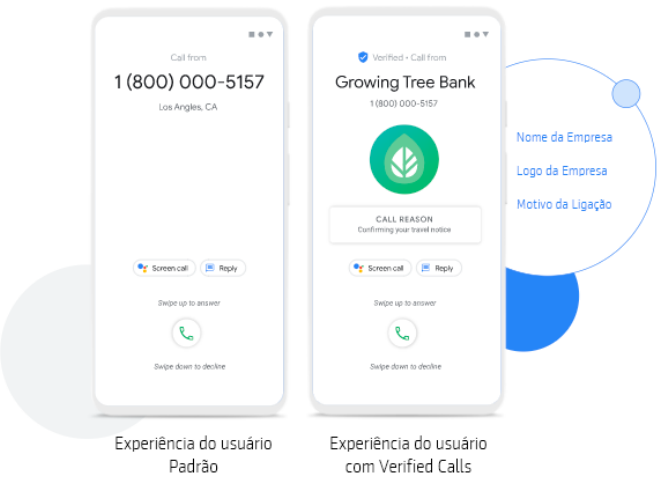 Call from
1 (800) 000-5157
Los Angles, CA
Screen call
Reply
Swipe up to answer
Swipe down to decline
Experiência do usuário
Padrão
Verified • Call from
Growing Tree Bank
1 (800) 000-5157
CALL REASON
Confirming your travel notice
Screen call
Reply
Swipe up to answer
Swipe down to decline
Experiência do usuário
com Verified Calls
Nome da Empresa
Logo da Empresa
Motivo da Ligação